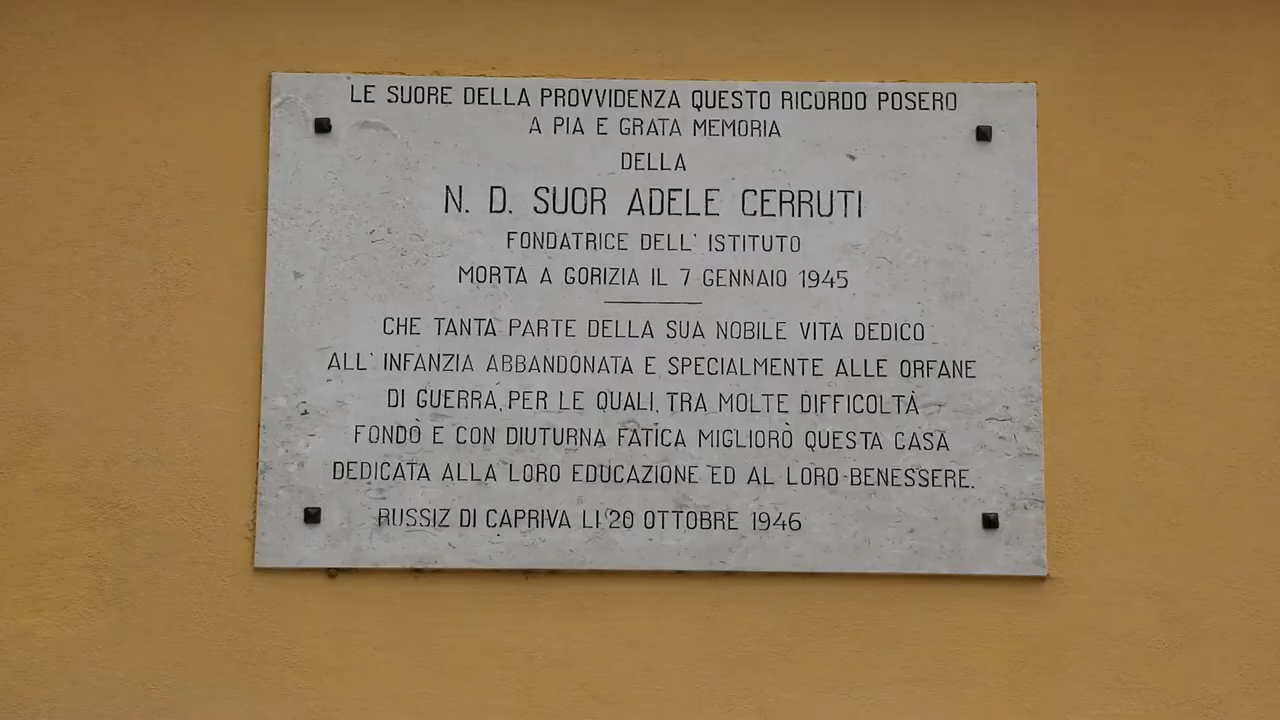 LE SUORE DELLA PROVVIDENZA QUESTO RICORDO POSERO
A PIA E GRATA MEMORIA
DELLA
N. D. SUOR ADELE CERRUTI
FONDATRICE DELL' ISTITUTO
MORTA A GORIZIA IL 7 GENNAIO 1945
CHE TANTA PARTE DELLA SUA NOBILE VITA DEDICO
ALL' INFANZIA ABBANDONATA E SPECIALMENTE ALLE ORFANE
DI GUERRA, PER LE QUALI, TRA MOLTE DIFFICOLTÀ
FONDÒ E CON DIUTURNA FATICA MIGLIORÒ QUESTA CASA
DEDICATA ALLA LORO EDUCAZIONE ED AL LORO BENESSERE.
RUSSIZ DI CAPRIVA LI 20 OTTOBRE 1946